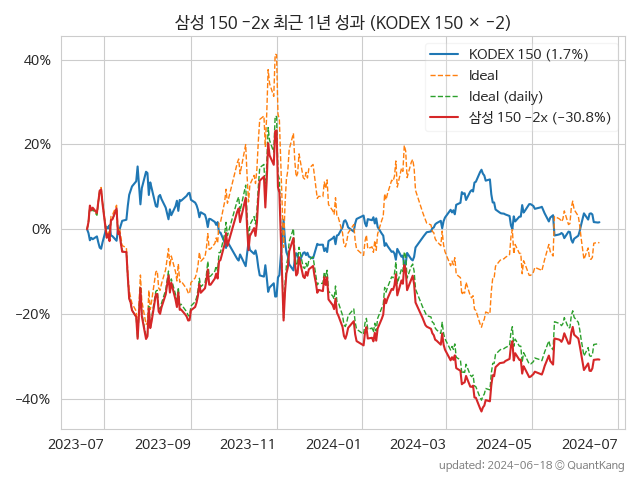 삼성 150 −2x 최근 1년 성과 (KODEX 150 × −2)
KODEX 150 (1.7%)
Ideal
Ideal (daily)
삼성 150 −2x (−30.8%)
40%
20%
0%
−20%
−40%
2023-07 2023-09 2023-11 2024-01 2024-03 2024-05 2024-07
updated: 2024-06-18 © QuantKang